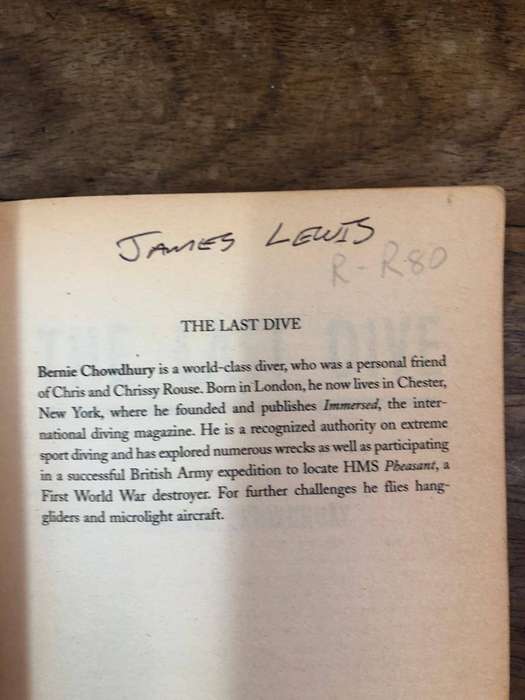 JAMES LEWIS
R-R80
THE LAST DIVE
Bernie Chowdhury is a world-class diver, who was a personal friend
of Chris and Chrissy Rouse. Born in London, he now lives in Chester,
New York, where he founded and publishes Immersed, the inter-
national diving magazine. He is a recognized authority on extreme
sport diving and has explored numerous wrecks as well as participating
in a successful British Army expedition to locate HMS Pheasant, a
First World War destroyer. For further challenges he flies hang-
gliders and microlight aircraft.